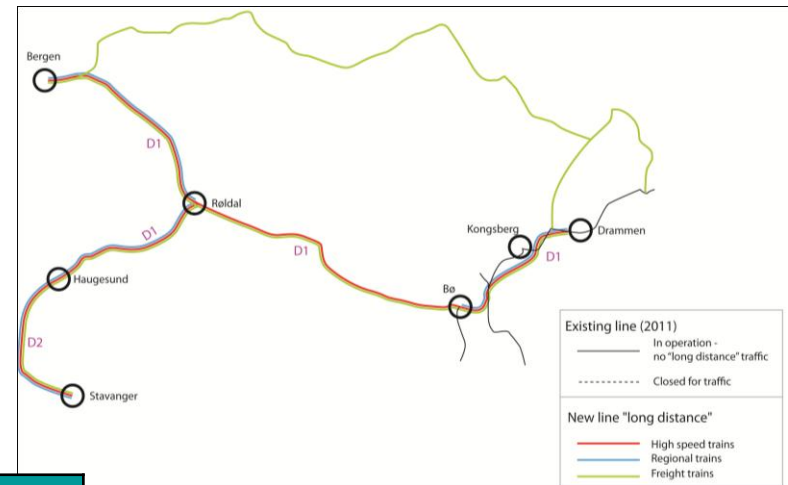 Bergen
D1
Røldal
D1
D1
Kongsberg
Drammen
D1
Haugesund
Bø
D2
Stavanger
Existing line (2011)
In operation -
no "long distance" traffic
Closed for traffic
New line "long distance"
High speed trains
Regional trains
Freight trains